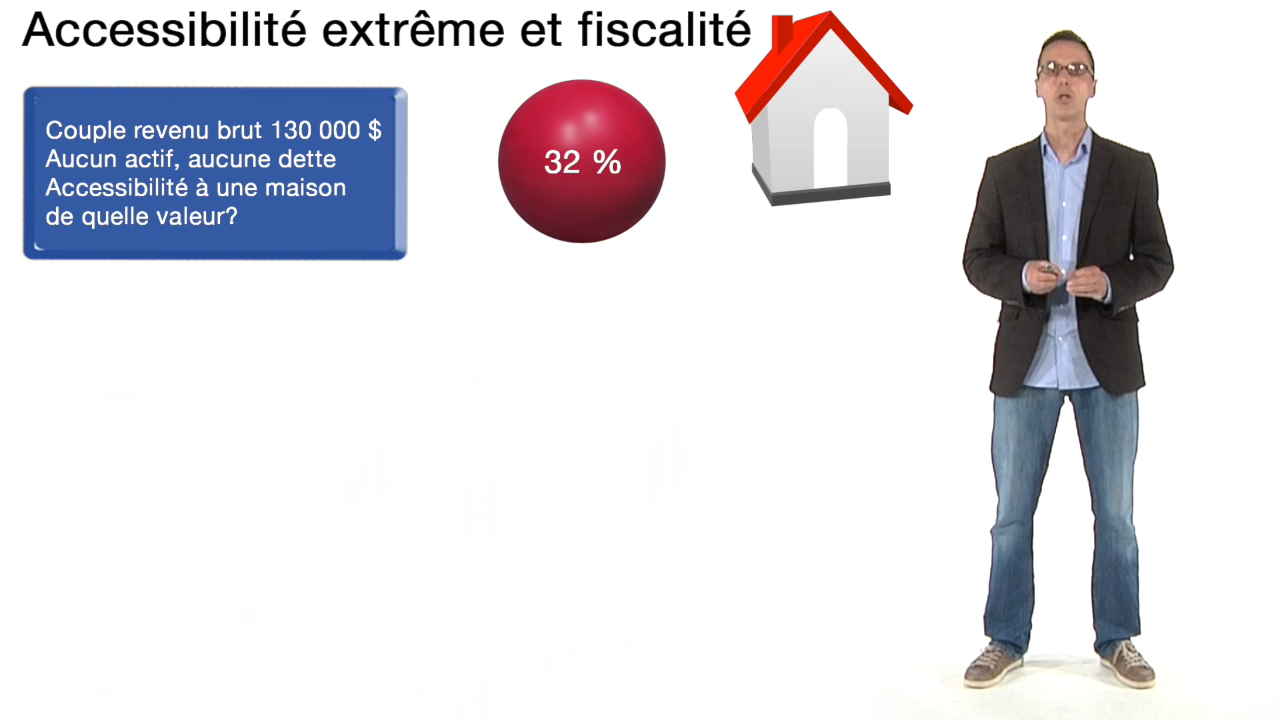 Accessibilité extrême et fiscalité
Couple revenu brut 130 000 $
Aucun actif, aucune dette
Accessibilité à une maison
de quelle valeur?
32 %